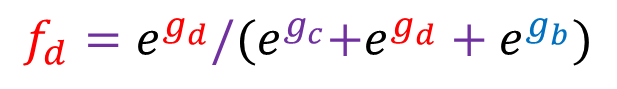 f_d = e^{g_d}/(e^{g_c}+e^{g_d} + e^{g_b})